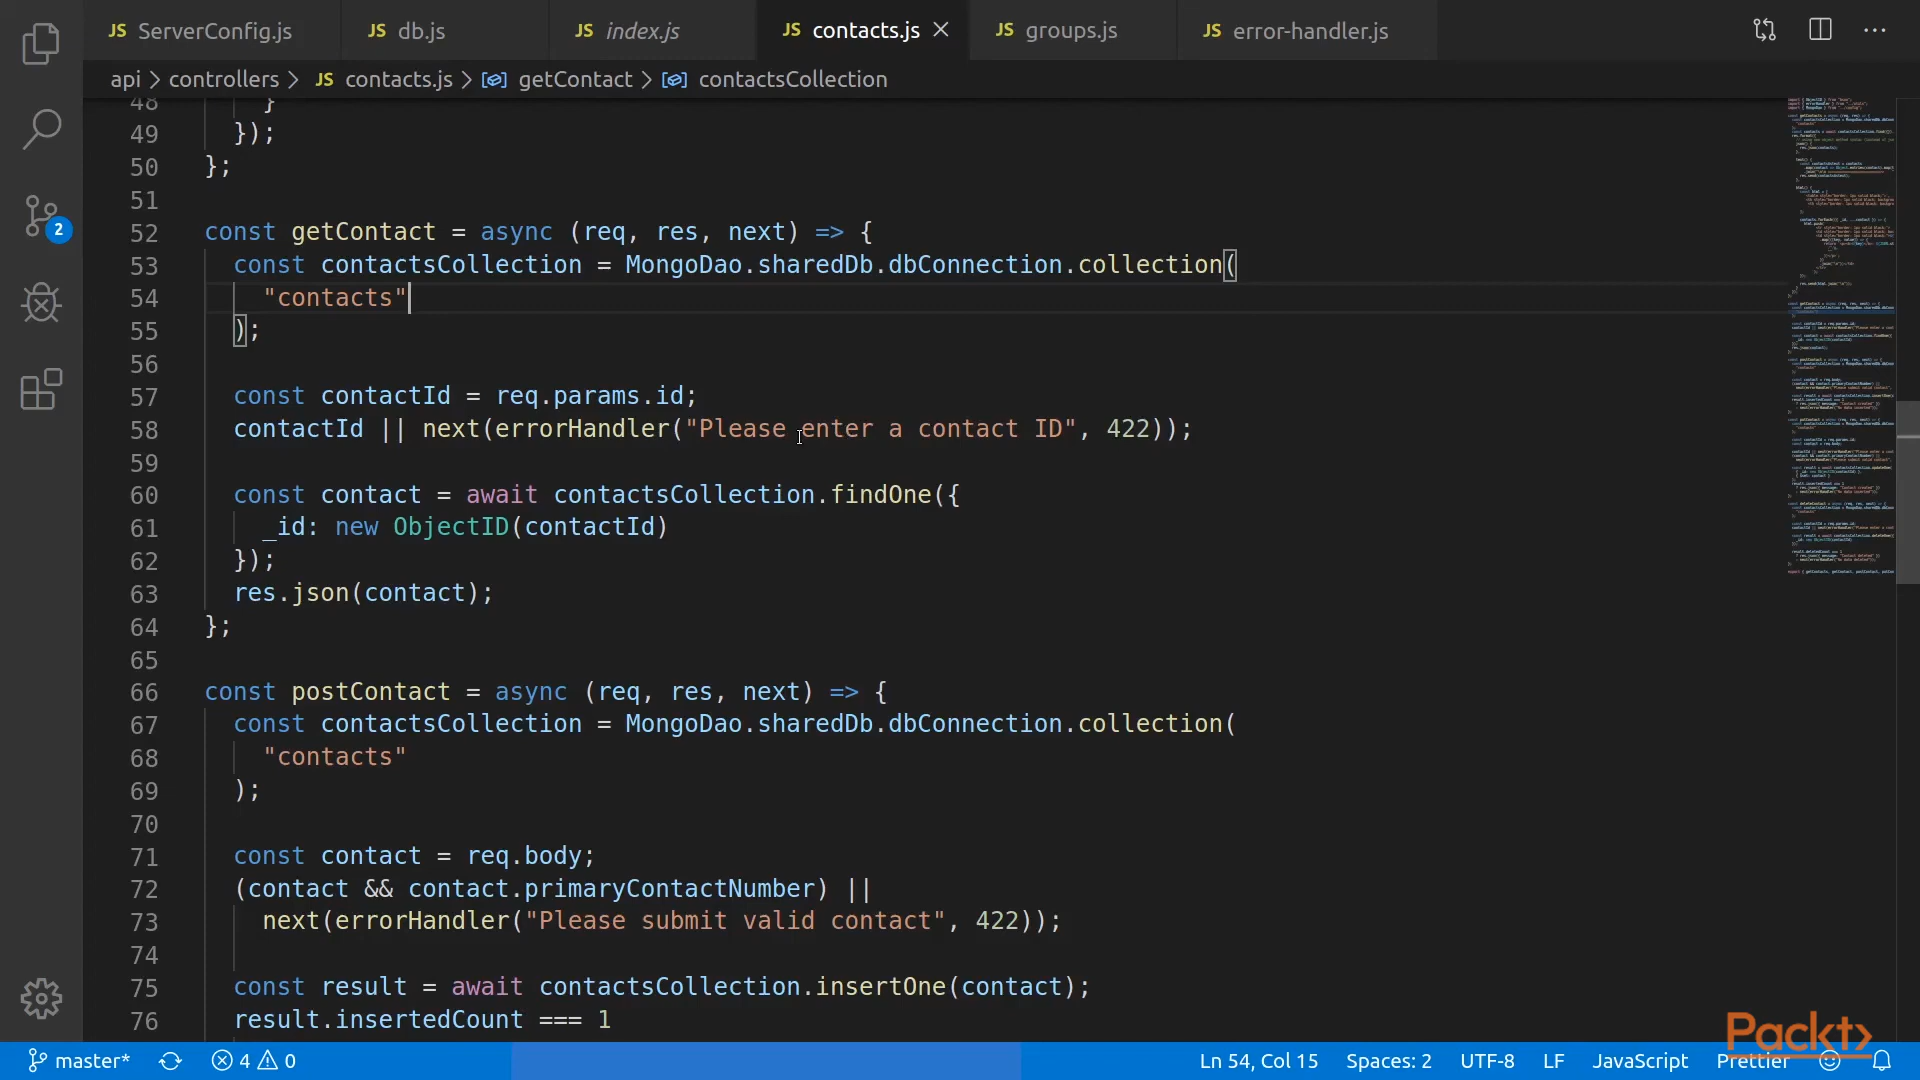 JS ServerConfig.js JS db.js JS index.js JS contacts.js JS groups.js JS error-handler.js
api > controllers > JS contacts.js > getContact > contactsCollection
48 }
49 });
50 };
51
52 const getContact = async (req, res, next) => {
53 const contactsCollection = MongoDao.sharedDb.dbConnection.collection(
54 "contacts"
55 );
56
57 const contactId = req.params.id;
58 contactId || next(errorHandler("Please enter a contact ID", 422));
59
60 const contact = await contactsCollection.findOne({
61 _id: new ObjectID(contactId)
62 });
63 res.json(contact);
64 };
65
66 const postContact = async (req, res, next) => {
67 const contactsCollection = MongoDao.sharedDb.dbConnection.collection(
68 "contacts"
69 );
70
71 const contact = req.body;
72 (contact && contact.primaryContactNumber) ||
73 next(errorHandler("Please submit valid contact", 422));
74
75 const result = await contactsCollection.insertOne(contact);
76 result.insertedCount === 1
2
Packt>
master* 4 0 Ln 54, Col 15 Spaces: 2 UTF-8 LF JavaScript Prettier